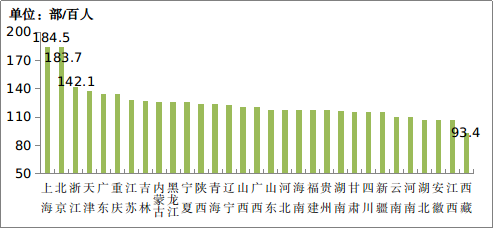 单位：部/百人
200
170
140
110
80
50
184.5
183.7
142.1
93.4
上海
北京
浙江
天津
广东
重庆
江苏
吉林
内蒙古
黑龙江
宁夏
陕西
青海
辽宁
山西
广西
山东
河北
海南
福建
贵州
湖南
甘肃
四川
新疆
云南
河南
湖北
安徽
江西
西藏